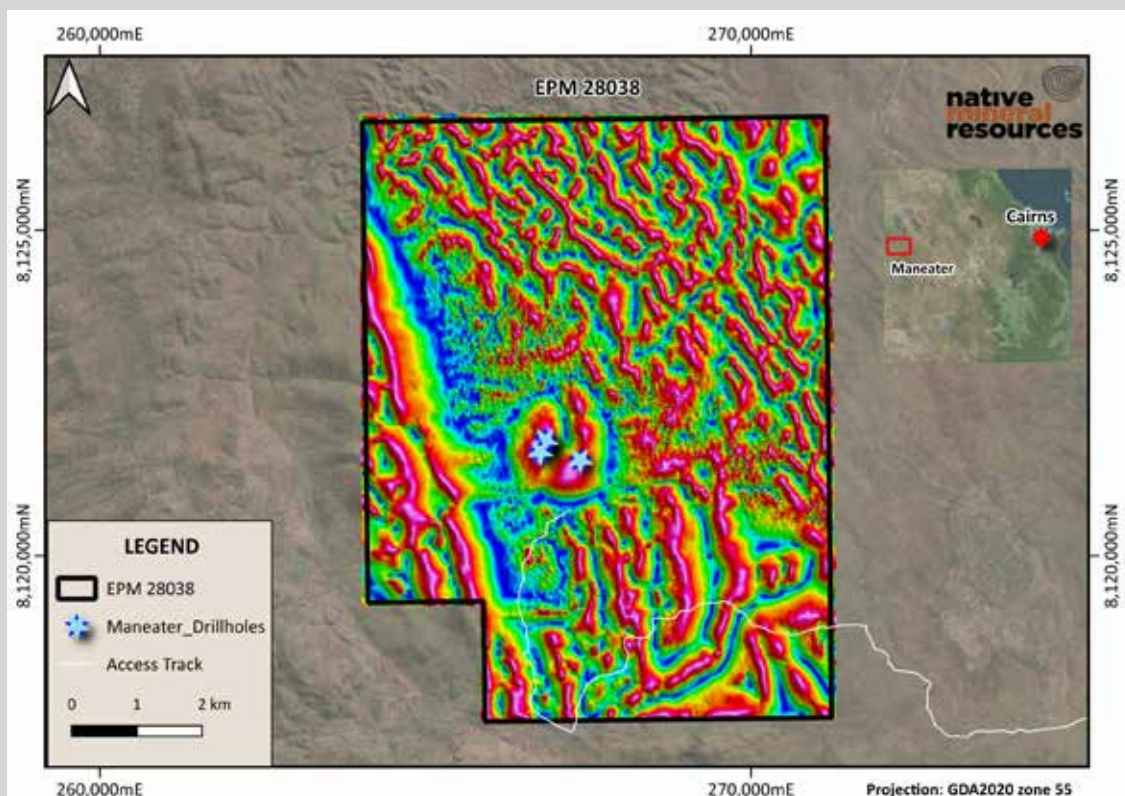 260,000mE
270,000mE
EPM 28038
native
mineral
resources
8,125,000mN
8,125,000mN
Cairns
Maneater
8,120,000mN
8,120,000mN
LEGEND
EPM 28038
Maneater_Drillholes
Access Track
0 1 2 km
260,000mE
270,000mE
Projection: GDA2020 zone 55